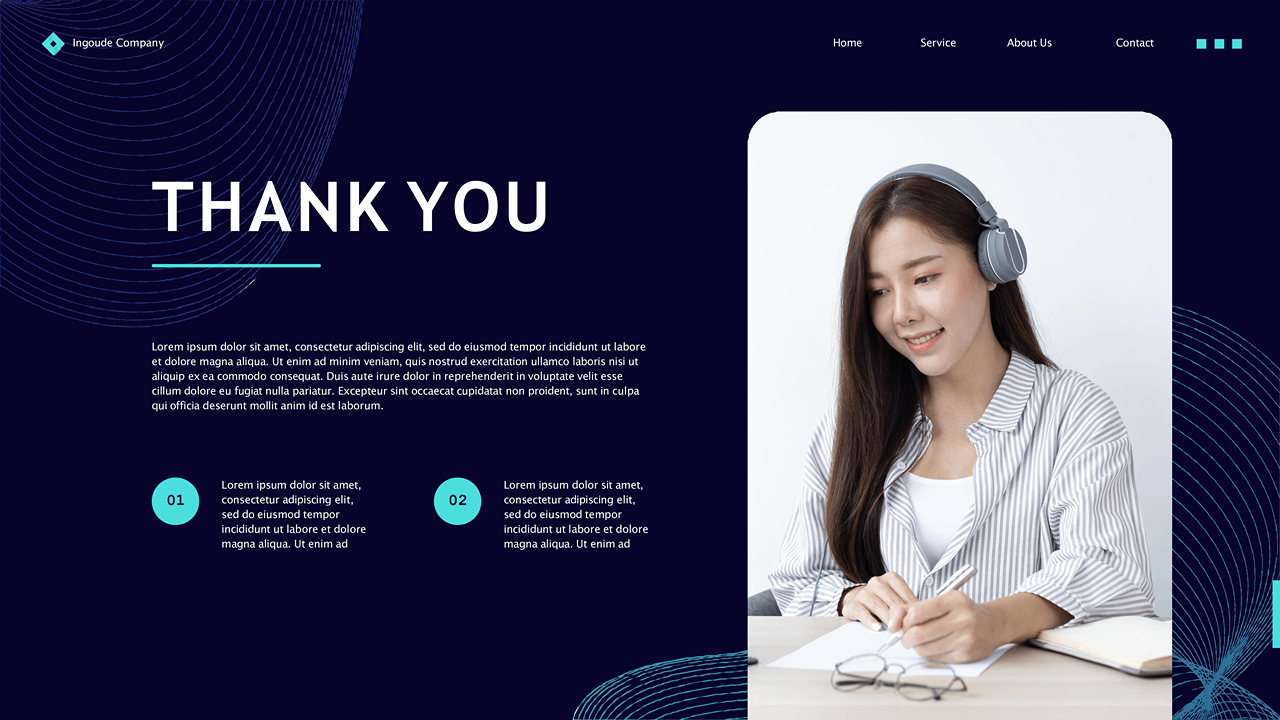 Ingoude Company
Home
Service
About Us
Contact
THANK YOU
Lorem ipsum dolor sit amet, consectetur adipiscing elit, sed do eiusmod tempor incididunt ut labore
et dolore magna aliqua. Ut enim ad minim veniam, quis nostrud exercitation ullamco laboris nisi ut
aliquip ex ea commodo consequat. Duis aute irure dolor in reprehenderit in voluptate velit esse
cillum dolore eu fugiat nulla pariatur. Excepteur sint occaecat cupidatat non proident, sunt in culpa
qui officia deserunt mollit anim id est laborum.
01
Lorem ipsum dolor sit amet,
consectetur adipiscing elit,
sed do eiusmod tempor
incididunt ut labore et dolore
magna aliqua. Ut enim ad
02
Lorem ipsum dolor sit amet,
consectetur adipiscing elit,
sed do eiusmod tempor
incididunt ut labore et dolore
magna aliqua. Ut enim ad